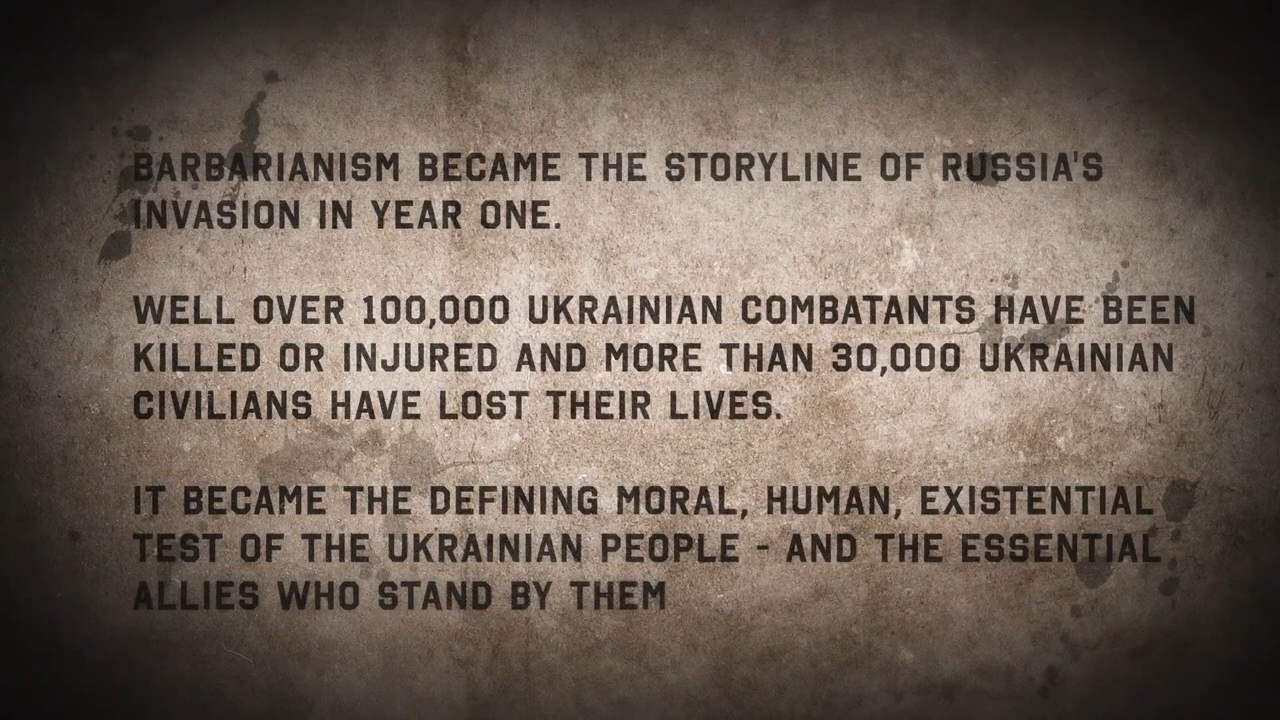 BARBARIANISM BECAME THE STORYLINE OF RUSSIA'S
INVASION IN YEAR ONE.
WELL OVER 100,000 UKRAINIAN COMBATANTS HAVE BEEN
KILLED OR INJURED AND MORE THAN 30,000 UKRAINIAN
CIVILIANS HAVE LOST THEIR LIVES.
IT BECAME THE DEFINING MORAL, HUMAN, EXISTENTIAL
TEST OF THE UKRAINIAN PEOPLE - AND THE ESSENTIAL
ALLIES WHO STAND BY THEM